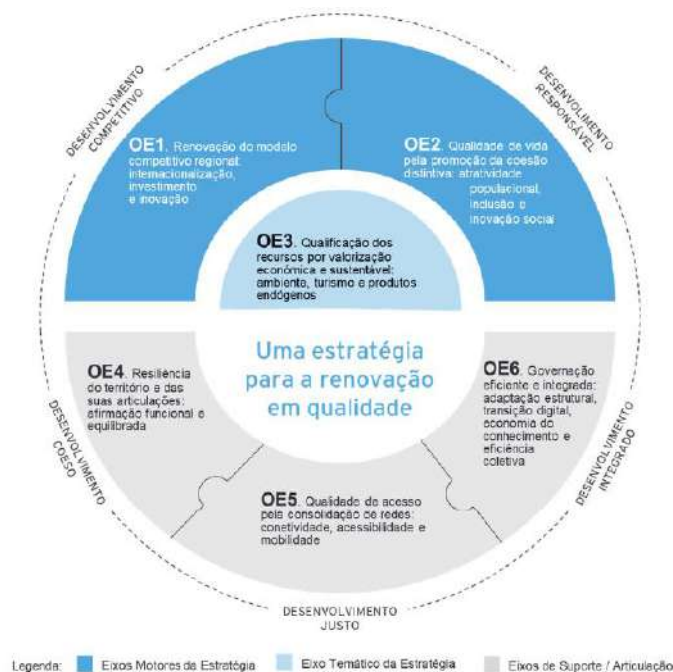 DESENVOLVIMENTO
COMPETITIVO
DESENVOLIMENTO
RESPONSÁVEL
OE1. Renovação do modelo
competitivo regional:
internacionalização,
investimento
e inovação
OE2. Qualidade de vida
pela promoção da coesão
distintiva: atratividade
populacional,
inclusão e
inovação social
OE3. Qualificação dos
recursos por valorização
económica e sustentável:
ambiente, turismo e produtos
endógenos
Uma estratégia
para a renovação
em qualidade
OE4. Resiliência
do território e das
suas articulações:
afirmação funcional e
equilibrada
OE6. Governação
eficiente e integrada:
adaptação estrutural,
transição digital,
economia do
conhecimento e
eficiência
coletiva
OE5. Qualidade de acesso
pela consolidação de redes:
conetividade, acessibilidade e
mobilidade
DESENVOLVIMENTO
COESO
DESENVOLVIMENTO
INTEGRADO
DESENVOLVIMENTO
JUSTO
Legenda: Eixos Motores da Estratégia Eixo Temático da Estratégia Eixos de Suporte / Articulação